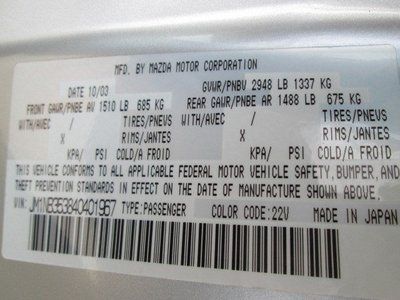 MFD. BY MAZDA MOTOR CORPORATION
DATE 10/03 GVWR/PNBV 2948 LB 1337 KG
FRONT GAWR/PNBE AV 1510 LB 685 KG REAR GAWR/PNBE AR 1488 LB 675 KG
WITH/AVEC / TIRES/PNEUS WITH/AVEC / TIRES/PNEVS
X RIMS/JANTES X RIMS/JANTES
KPA/ PSI COLD/A FROID KPA/ PSI COLD/A FROID
THIS VEHICLE CONFORMS TO ALL APPLICABLE FEDERAL MOTOR VEHICLE SAFETY, BUMPER, AND
THEFT PREVENTION STANDARDS IN EFFECT ON THE DATE OF MANUFACTURE SHOWN ABOVE.
VIN: JM1NB353840401967 TYPE:PASSENGER COLOR CODE: 22V MADE IN JAPAN